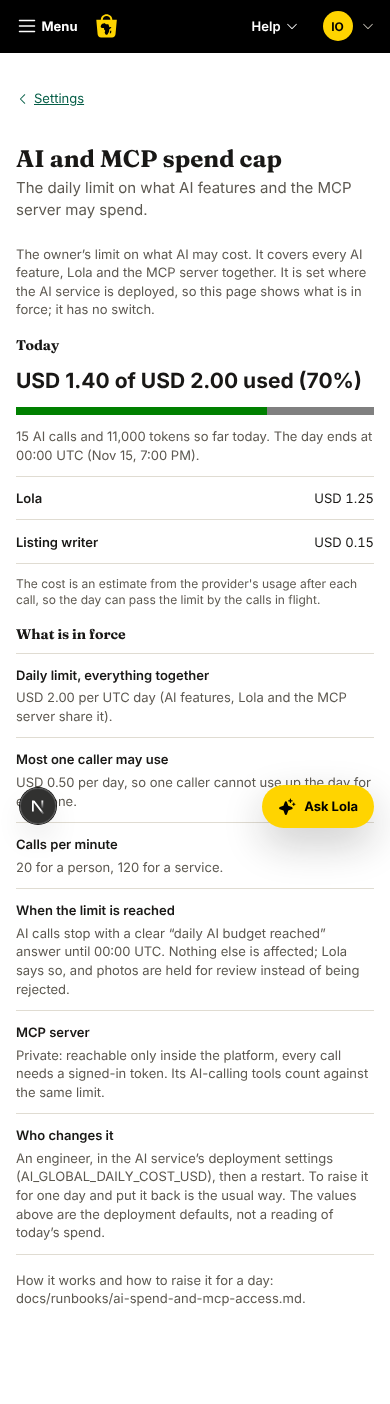 Menu
Help
IO
Settings
AI and MCP spend cap
The daily limit on what AI features and the MCP
server may spend.
The owner’s limit on what AI may cost. It covers every AI
feature, Lola and the MCP server together. It is set where
the AI service is deployed, so this page shows what is in
force; it has no switch.
Today
USD 1.40 of USD 2.00 used (70%)
15 AI calls and 11,000 tokens so far today. The day ends at
00:00 UTC (Nov 15, 7:00 PM).
Lola USD 1.25
Listing writer USD 0.15
The cost is an estimate from the provider's usage after each
call, so the day can pass the limit by the calls in flight.
What is in force
Daily limit, everything together
USD 2.00 per UTC day (AI features, Lola and the MCP
server share it).
Most one caller may use
USD 0.50 per day, so one caller cannot use up the day for
N
Ask Lola
Calls per minute
20 for a person, 120 for a service.
When the limit is reached
AI calls stop with a clear “daily AI budget reached”
answer until 00:00 UTC. Nothing else is affected; Lola
says so, and photos are held for review instead of being
rejected.
MCP server
Private: reachable only inside the platform, every call
needs a signed-in token. Its AI-calling tools count against
the same limit.
Who changes it
An engineer, in the AI service’s deployment settings
(AI_GLOBAL_DAILY_COST_USD), then a restart. To raise it
for one day and put it back is the usual way. The values
above are the deployment defaults, not a reading of
today’s spend.
How it works and how to raise it for a day:
docs/runbooks/ai-spend-and-mcp-access.md.